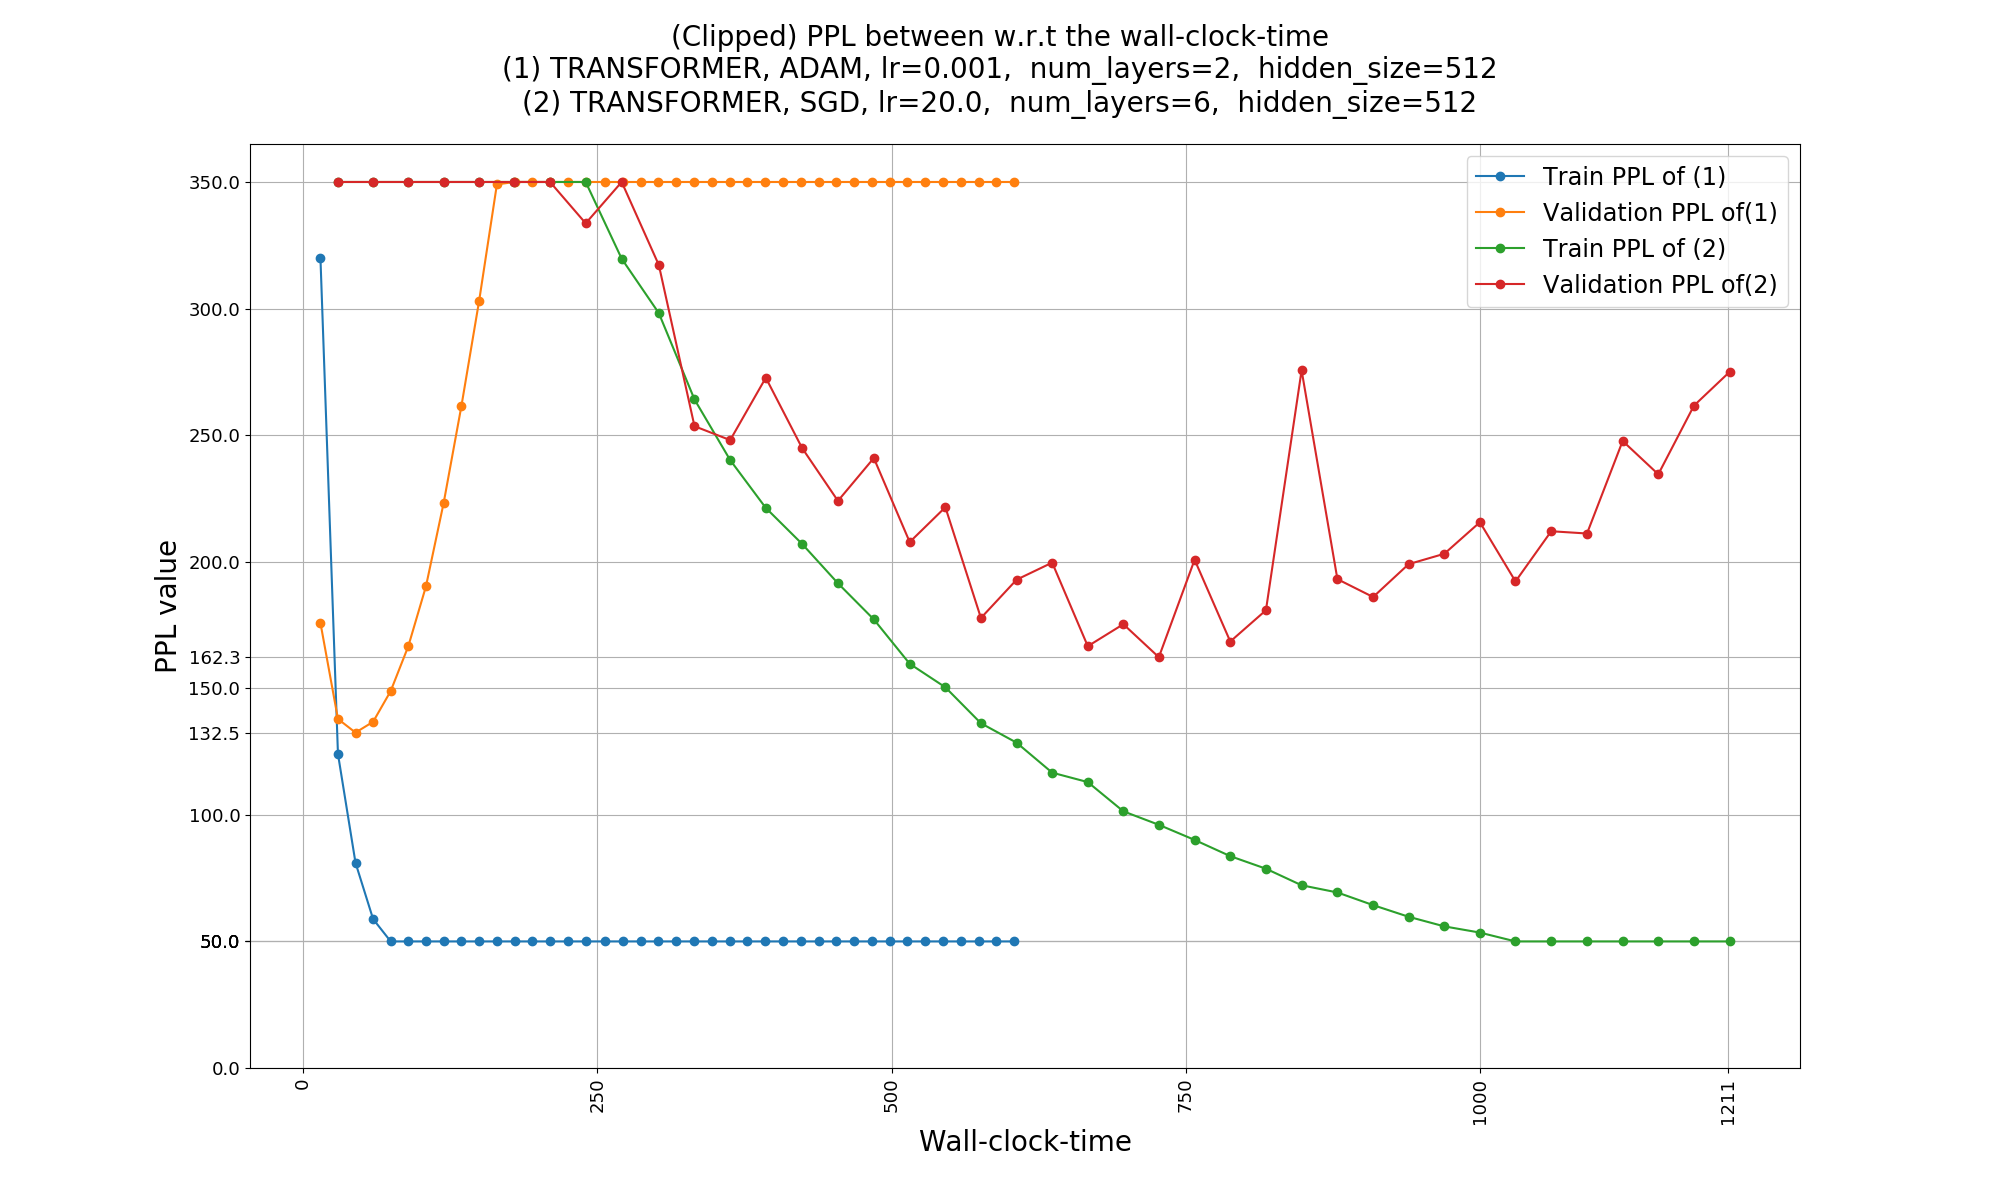 (Clipped) PPL between w.r.t the wall-clock-time
(1) TRANSFORMER, ADAM, lr=0.001,  num_layers=2,  hidden_size=512
(2) TRANSFORMER, SGD, lr=20.0,  num_layers=6,  hidden_size=512
Train PPL of (1)
Validation PPL of(1)
Train PPL of (2)
Validation PPL of(2)
PPL value
350.0
300.0
250.0
200.0
162.3
150.0
132.5
100.0
50.0
0.0
0
250
500
750
1000
1211
Wall-clock-time